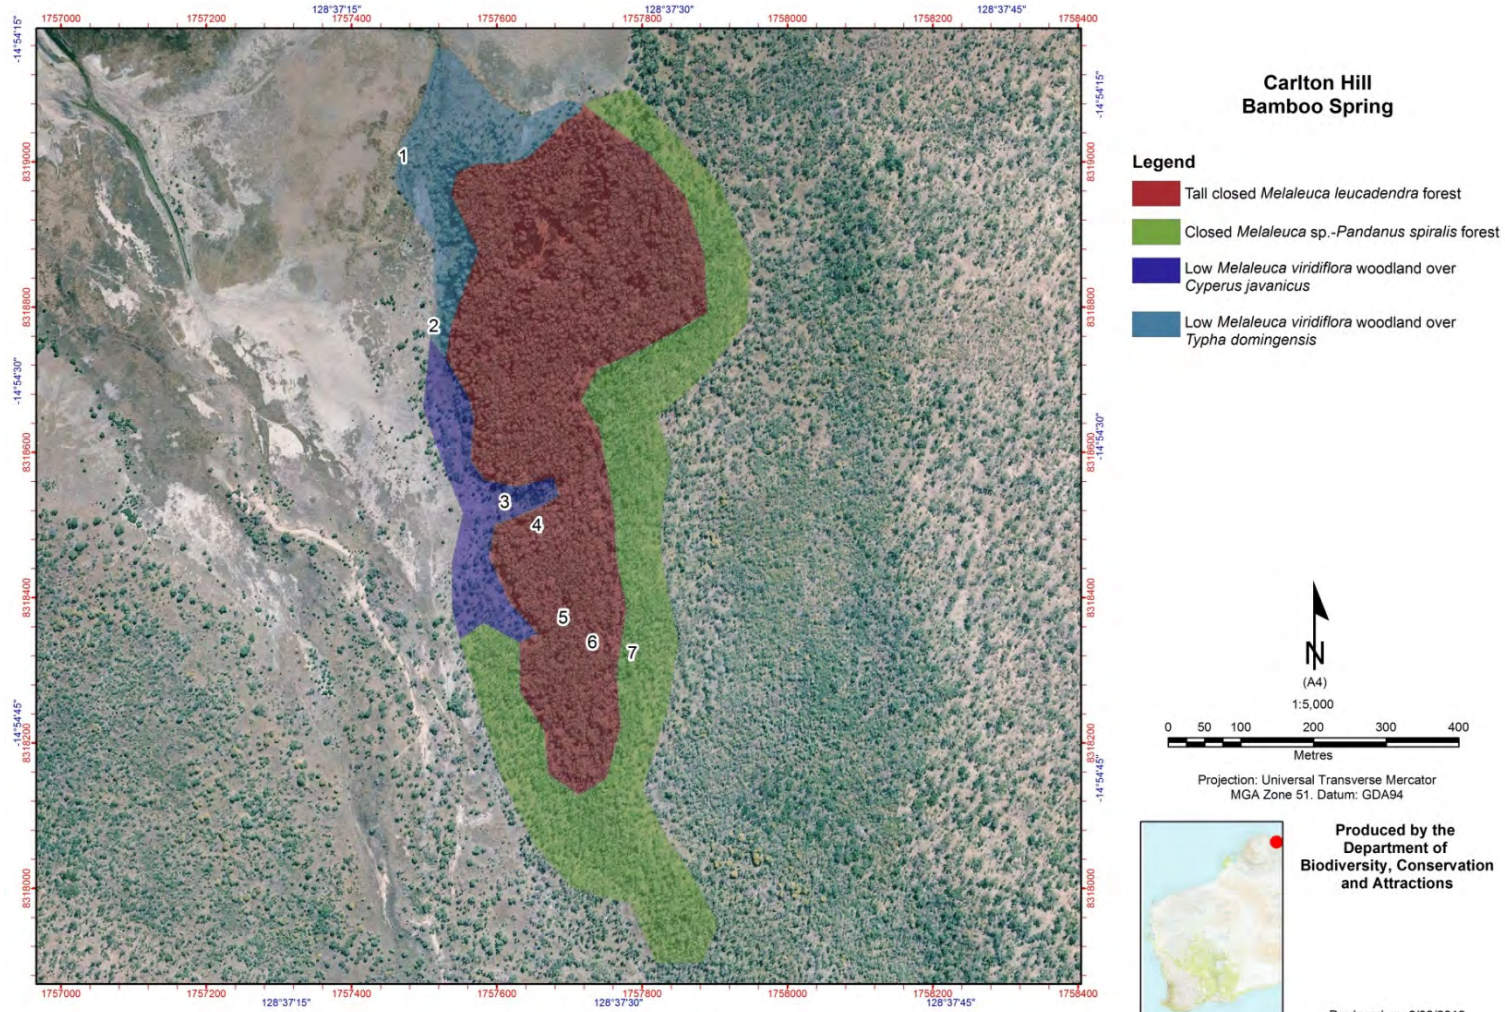 128°37'15" 128°37'30" 128°37'45"
1757000 1757200 1757400 1757600 1757800 1758000 1758200 1758400
-14°54'15"
8319000
8318800
-14°54'30"
8318600
8318400
-14°54'45"
8318200
8318000
1
2
3
4
5
6
7
-14°54'15"
8319000
8318800
-14°54'30"
8318600
8318400
-14°54'45"
8318200
8318000
1757000 1757200 1757400 1757600 1757800 1758000 1758200 1758400
128°37'15" 128°37'30" 128°37'45"
Carlton Hill
Bamboo Spring
Legend
Tall closed Melaleuca leucadendra forest
Closed Melaleuca sp.-Pandanus spiralis forest
Low Melaleuca viridiflora woodland over
Cyperus javanicus
Low Melaleuca viridiflora woodland over
Typha domingensis
N
(A4)
1:5,000
0 50 100 200 300 400
Metres
Projection: Universal Transverse Mercator
MGA Zone 51. Datum: GDA94
Produced by the
Department of
Biodiversity, Conservation
and Attractions